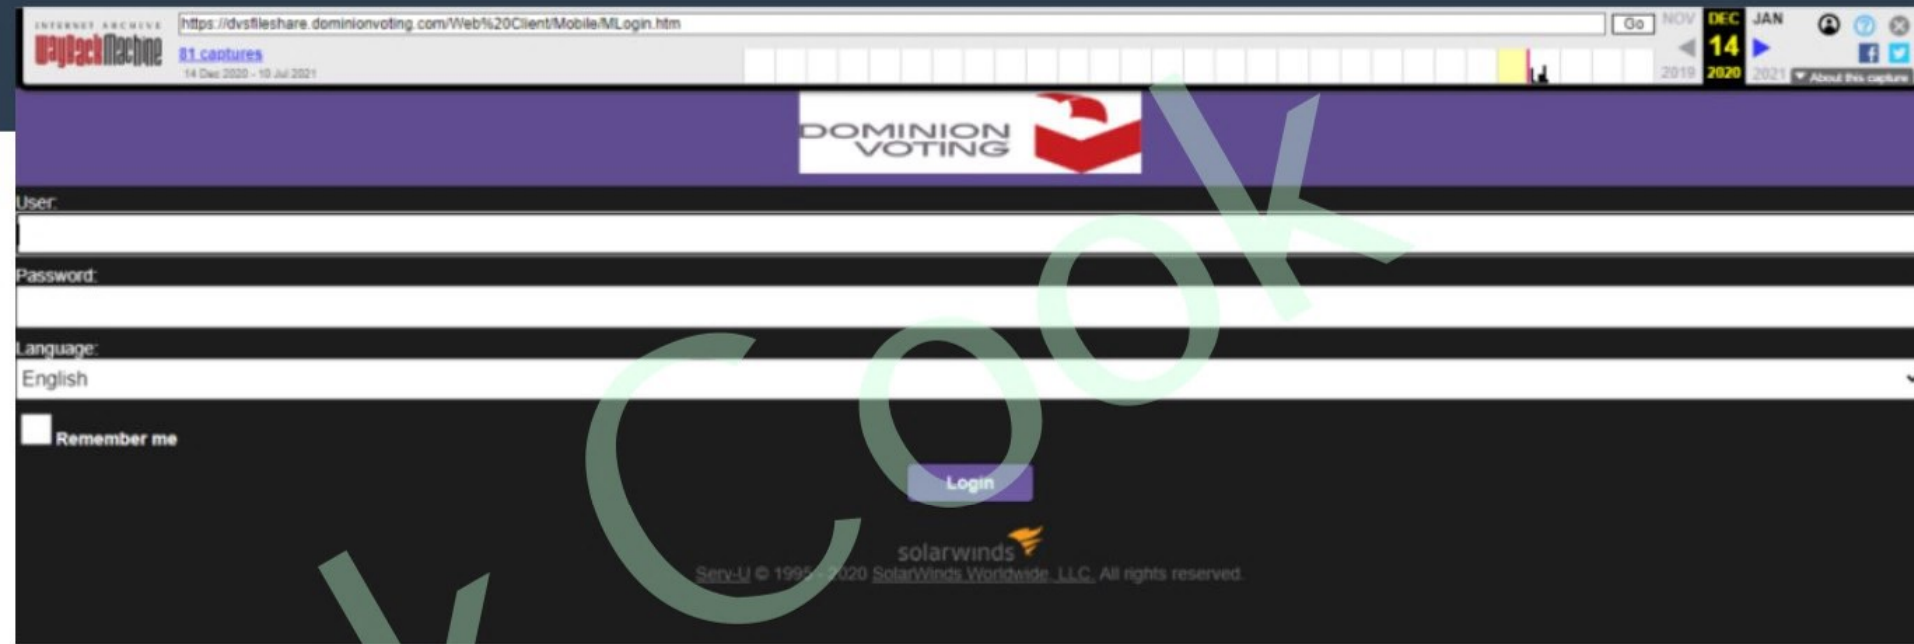 INTERNET ARCHIVE
WayBackMachine
https://dvsfileshare.dominionvoting.com/Web%20Client/Mobile/MLogin.htm
Go
NOV DEC JAN
81 captures
14
14 Dec 2020 - 10 Jul 2021
2019 2020 2021
About this capture
DOMINION
VOTING
User:
Password:
Language:
English
Remember me
Login
solarwinds
Serv-U © 1995 - 2020 SolarWinds Worldwide, LLC. All rights reserved.
k Cook